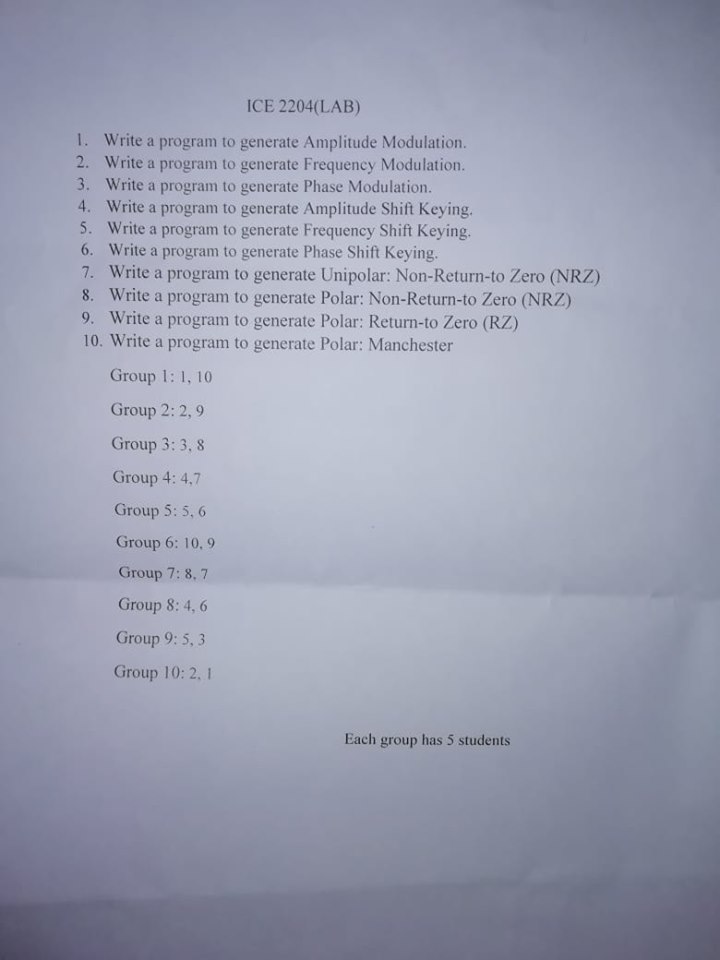 ICE 2204(LAB)
1. Write a program to generate Amplitude Modulation.
2. Write a program to generate Frequency Modulation.
3. Write a program to generate Phase Modulation.
4. Write a program to generate Amplitude Shift Keying.
5. Write a program to generate Frequency Shift Keying.
6. Write a program to generate Phase Shift Keying.
7. Write a program to generate Unipolar: Non-Return-to Zero (NRZ)
8. Write a program to generate Polar: Non-Return-to Zero (NRZ)
9. Write a program to generate Polar: Return-to Zero (RZ)
10. Write a program to generate Polar: Manchester
Group 1: 1, 10
Group 2: 2, 9
Group 3: 3, 8
Group 4: 4,7
Group 5: 5, 6
Group 6: 10, 9
Group 7: 8, 7
Group 8: 4, 6
Group 9: 5, 3
Group 10: 2, 1
Each group has 5 students